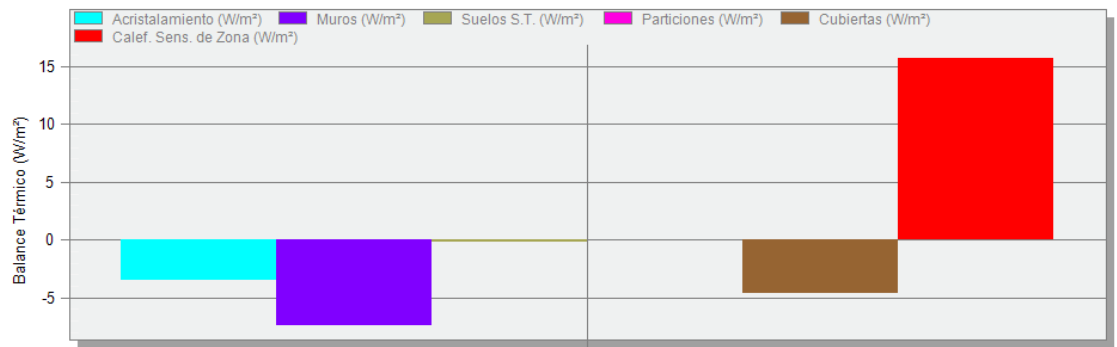 Acristalamiento (W/m²) Muros (W/m²) Suelos S.T. (W/m²) Particiones (W/m²) Cubiertas (W/m²)
Calef. Sens. de Zona (W/m²)
Balance Térmico (W/m²)
15
10
5
0
-5